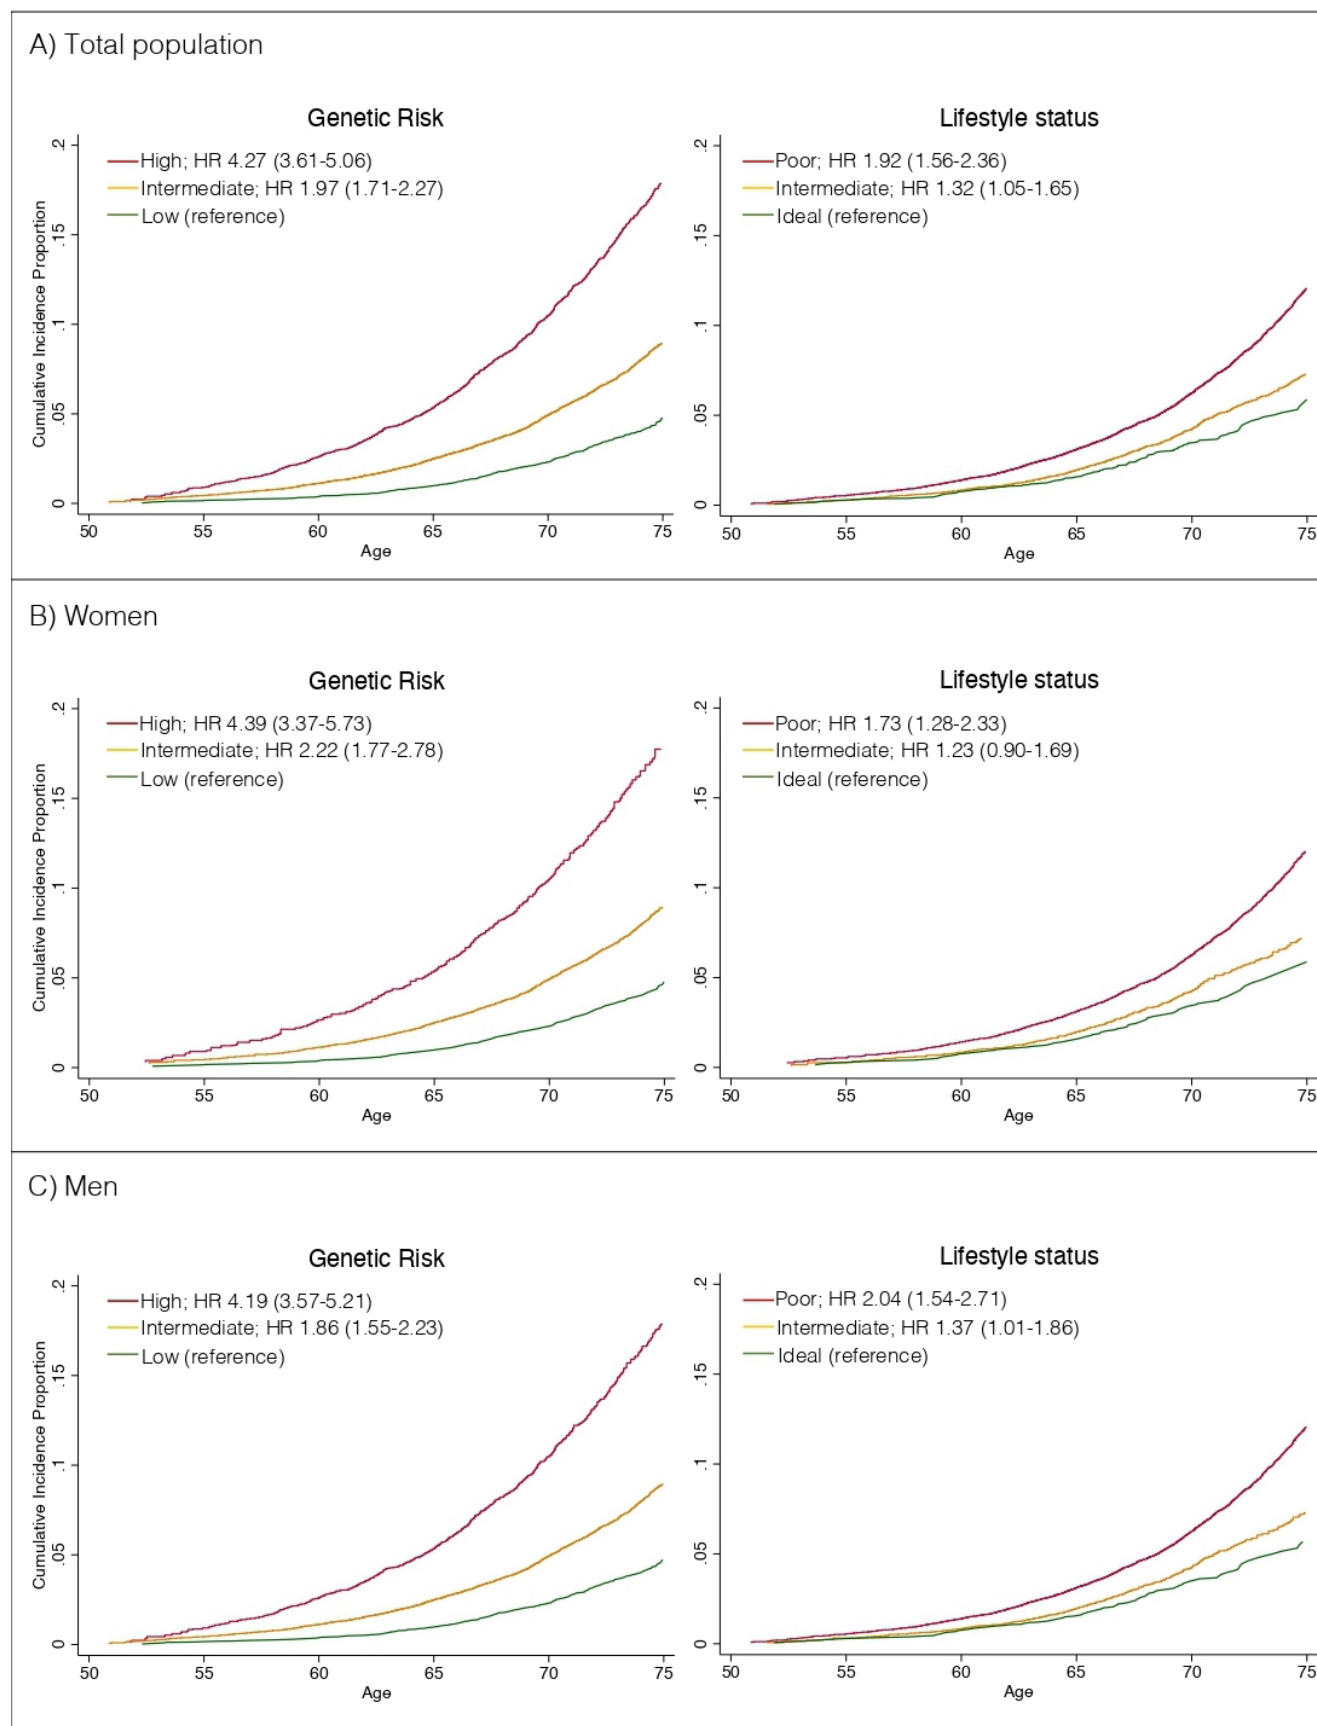 A) Total population
Genetic Risk
High; HR 4.27 (3.61-5.06)
Intermediate; HR 1.97 (1.71-2.27)
Low (reference)
Cumulative Incidence Proportion
.2
.15
.1
.05
0
50 55 60 65 70 75
Age
Lifestyle status
Poor; HR 1.92 (1.56-2.36)
Intermediate; HR 1.32 (1.05-1.65)
Ideal (reference)
.2
.15
.1
.05
0
50 55 60 65 70 75
Age
B) Women
Genetic Risk
High; HR 4.39 (3.37-5.73)
Intermediate; HR 2.22 (1.77-2.78)
Low (reference)
Cumulative Incidence Proportion
.2
.15
.1
.05
0
50 55 60 65 70 75
Age
Lifestyle status
Poor; HR 1.73 (1.28-2.33)
Intermediate; HR 1.23 (0.90-1.69)
Ideal (reference)
.2
.15
.1
.05
0
50 55 60 65 70 75
Age
C) Men
Genetic Risk
High; HR 4.19 (3.57-5.21)
Intermediate; HR 1.86 (1.55-2.23)
Low (reference)
Cumulative Incidence Proportion
.2
.15
.1
.05
0
50 55 60 65 70 75
Age
Lifestyle status
Poor; HR 2.04 (1.54-2.71)
Intermediate; HR 1.37 (1.01-1.86)
Ideal (reference)
.2
.15
.1
.05
0
50 55 60 65 70 75
Age